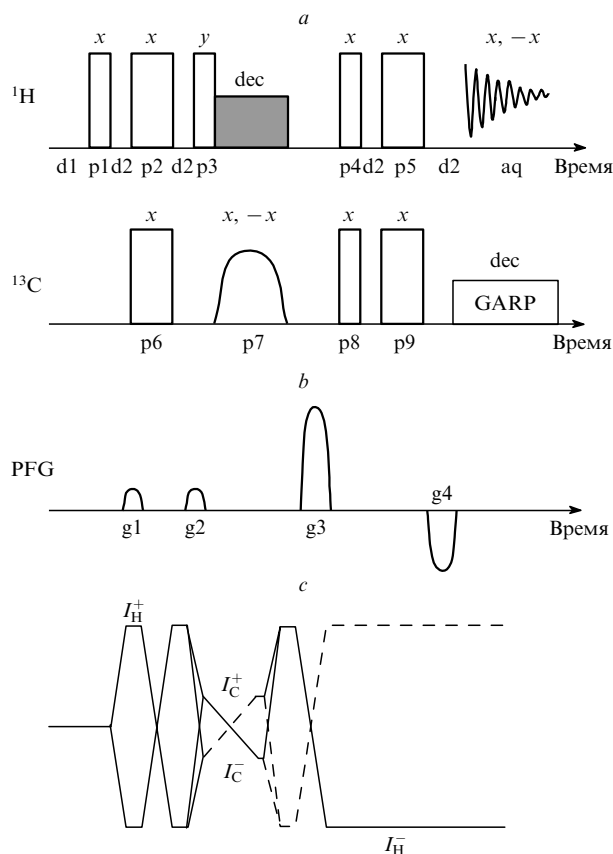 a
x x y x x x, −x
¹H
dec
d1 p1 d2 p2 d2 p3 p4 d2 p5 d2 aq Время
x x, −x x x
¹³C
dec
GARP
p6 p7 p8 p9 Время
b
PFG
g4
g1 g2 g3 Время
c
I_H^+
I_C^+
I_C^-
I_H^-